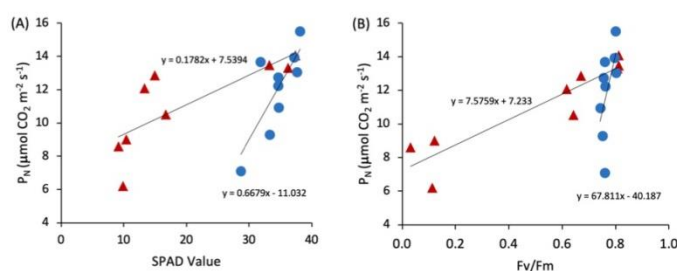 (A)
16
14
12
10
8
6
4
P_N (μmol CO₂ m⁻² s⁻¹)
y = 0.1782x + 7.5394
y = 0.6679x - 11.032
0 10 20 30 40
SPAD Value
(B)
16
14
12
10
8
6
4
P_N (μmol CO₂ m⁻² s⁻¹)
y = 7.5759x + 7.233
y = 67.811x - 40.187
0.0 0.2 0.4 0.6 0.8 1.0
Fv/Fm